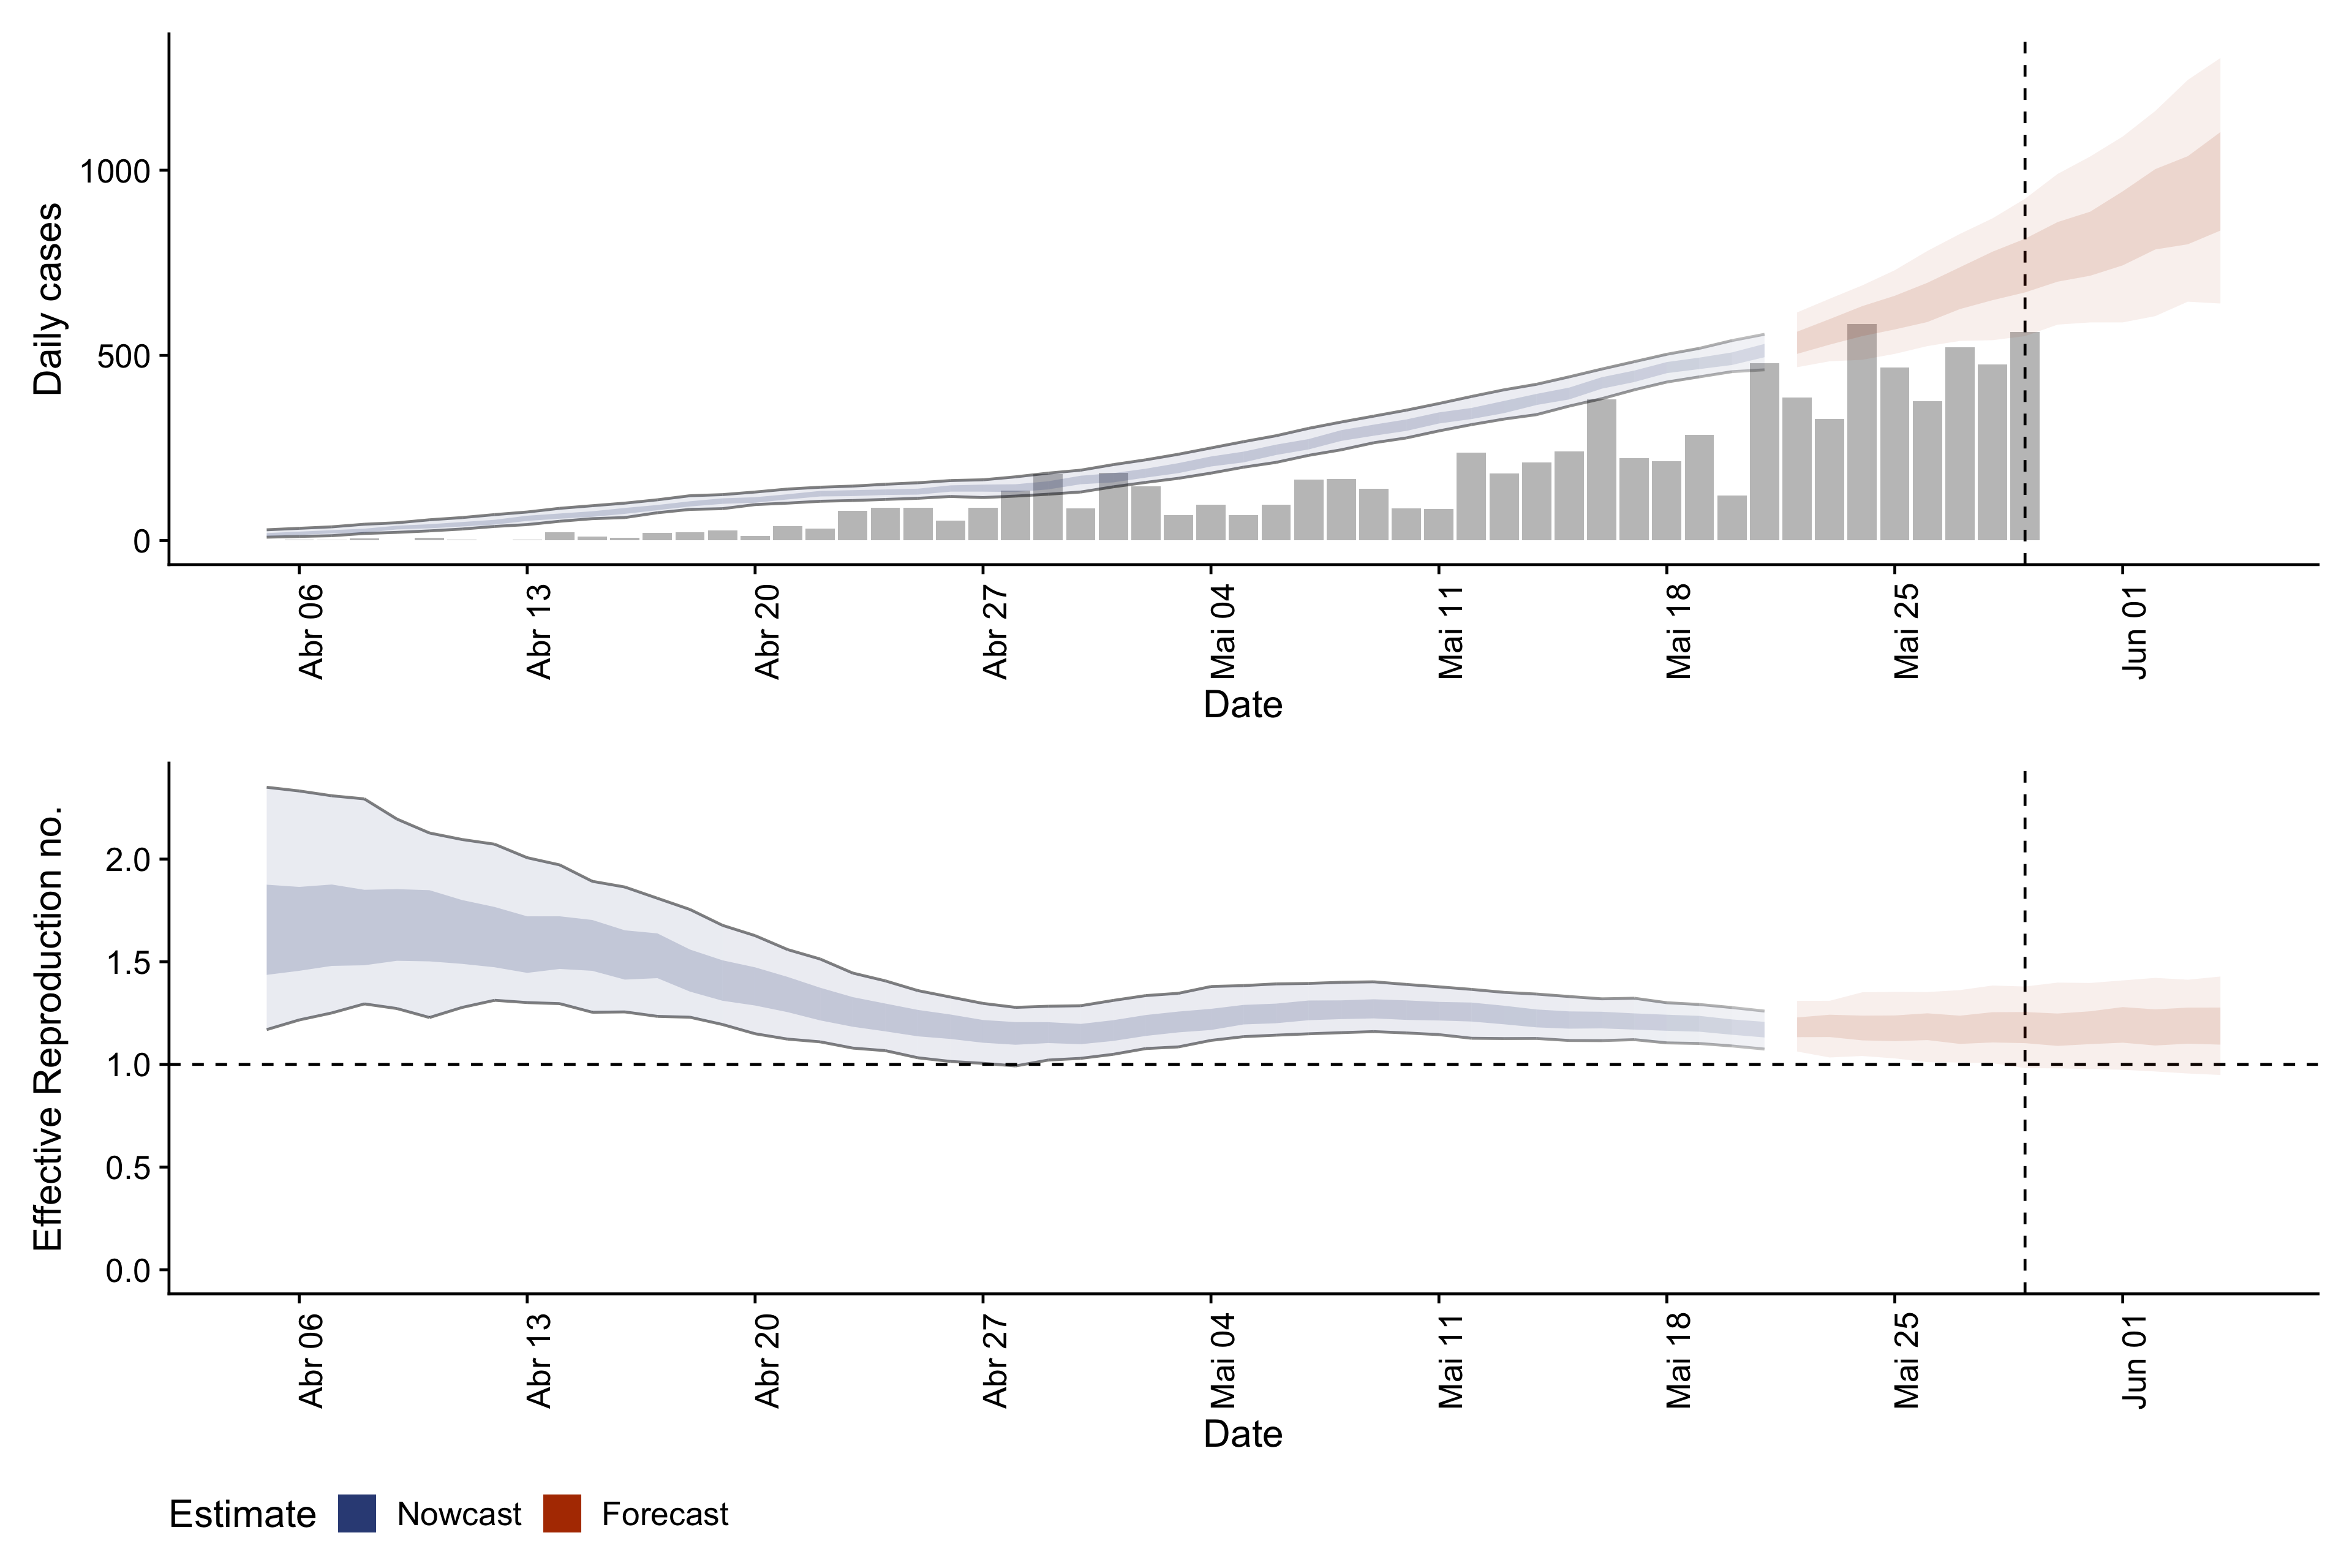 Daily cases
1000
500
0
Abr 06
Abr 13
Abr 20
Abr 27
Mai 04
Mai 11
Mai 18
Mai 25
Jun 01
Date
Effective Reproduction no.
2.0
1.5
1.0
0.5
0.0
Abr 06
Abr 13
Abr 20
Abr 27
Mai 04
Mai 11
Mai 18
Mai 25
Jun 01
Date
Estimate Nowcast Forecast